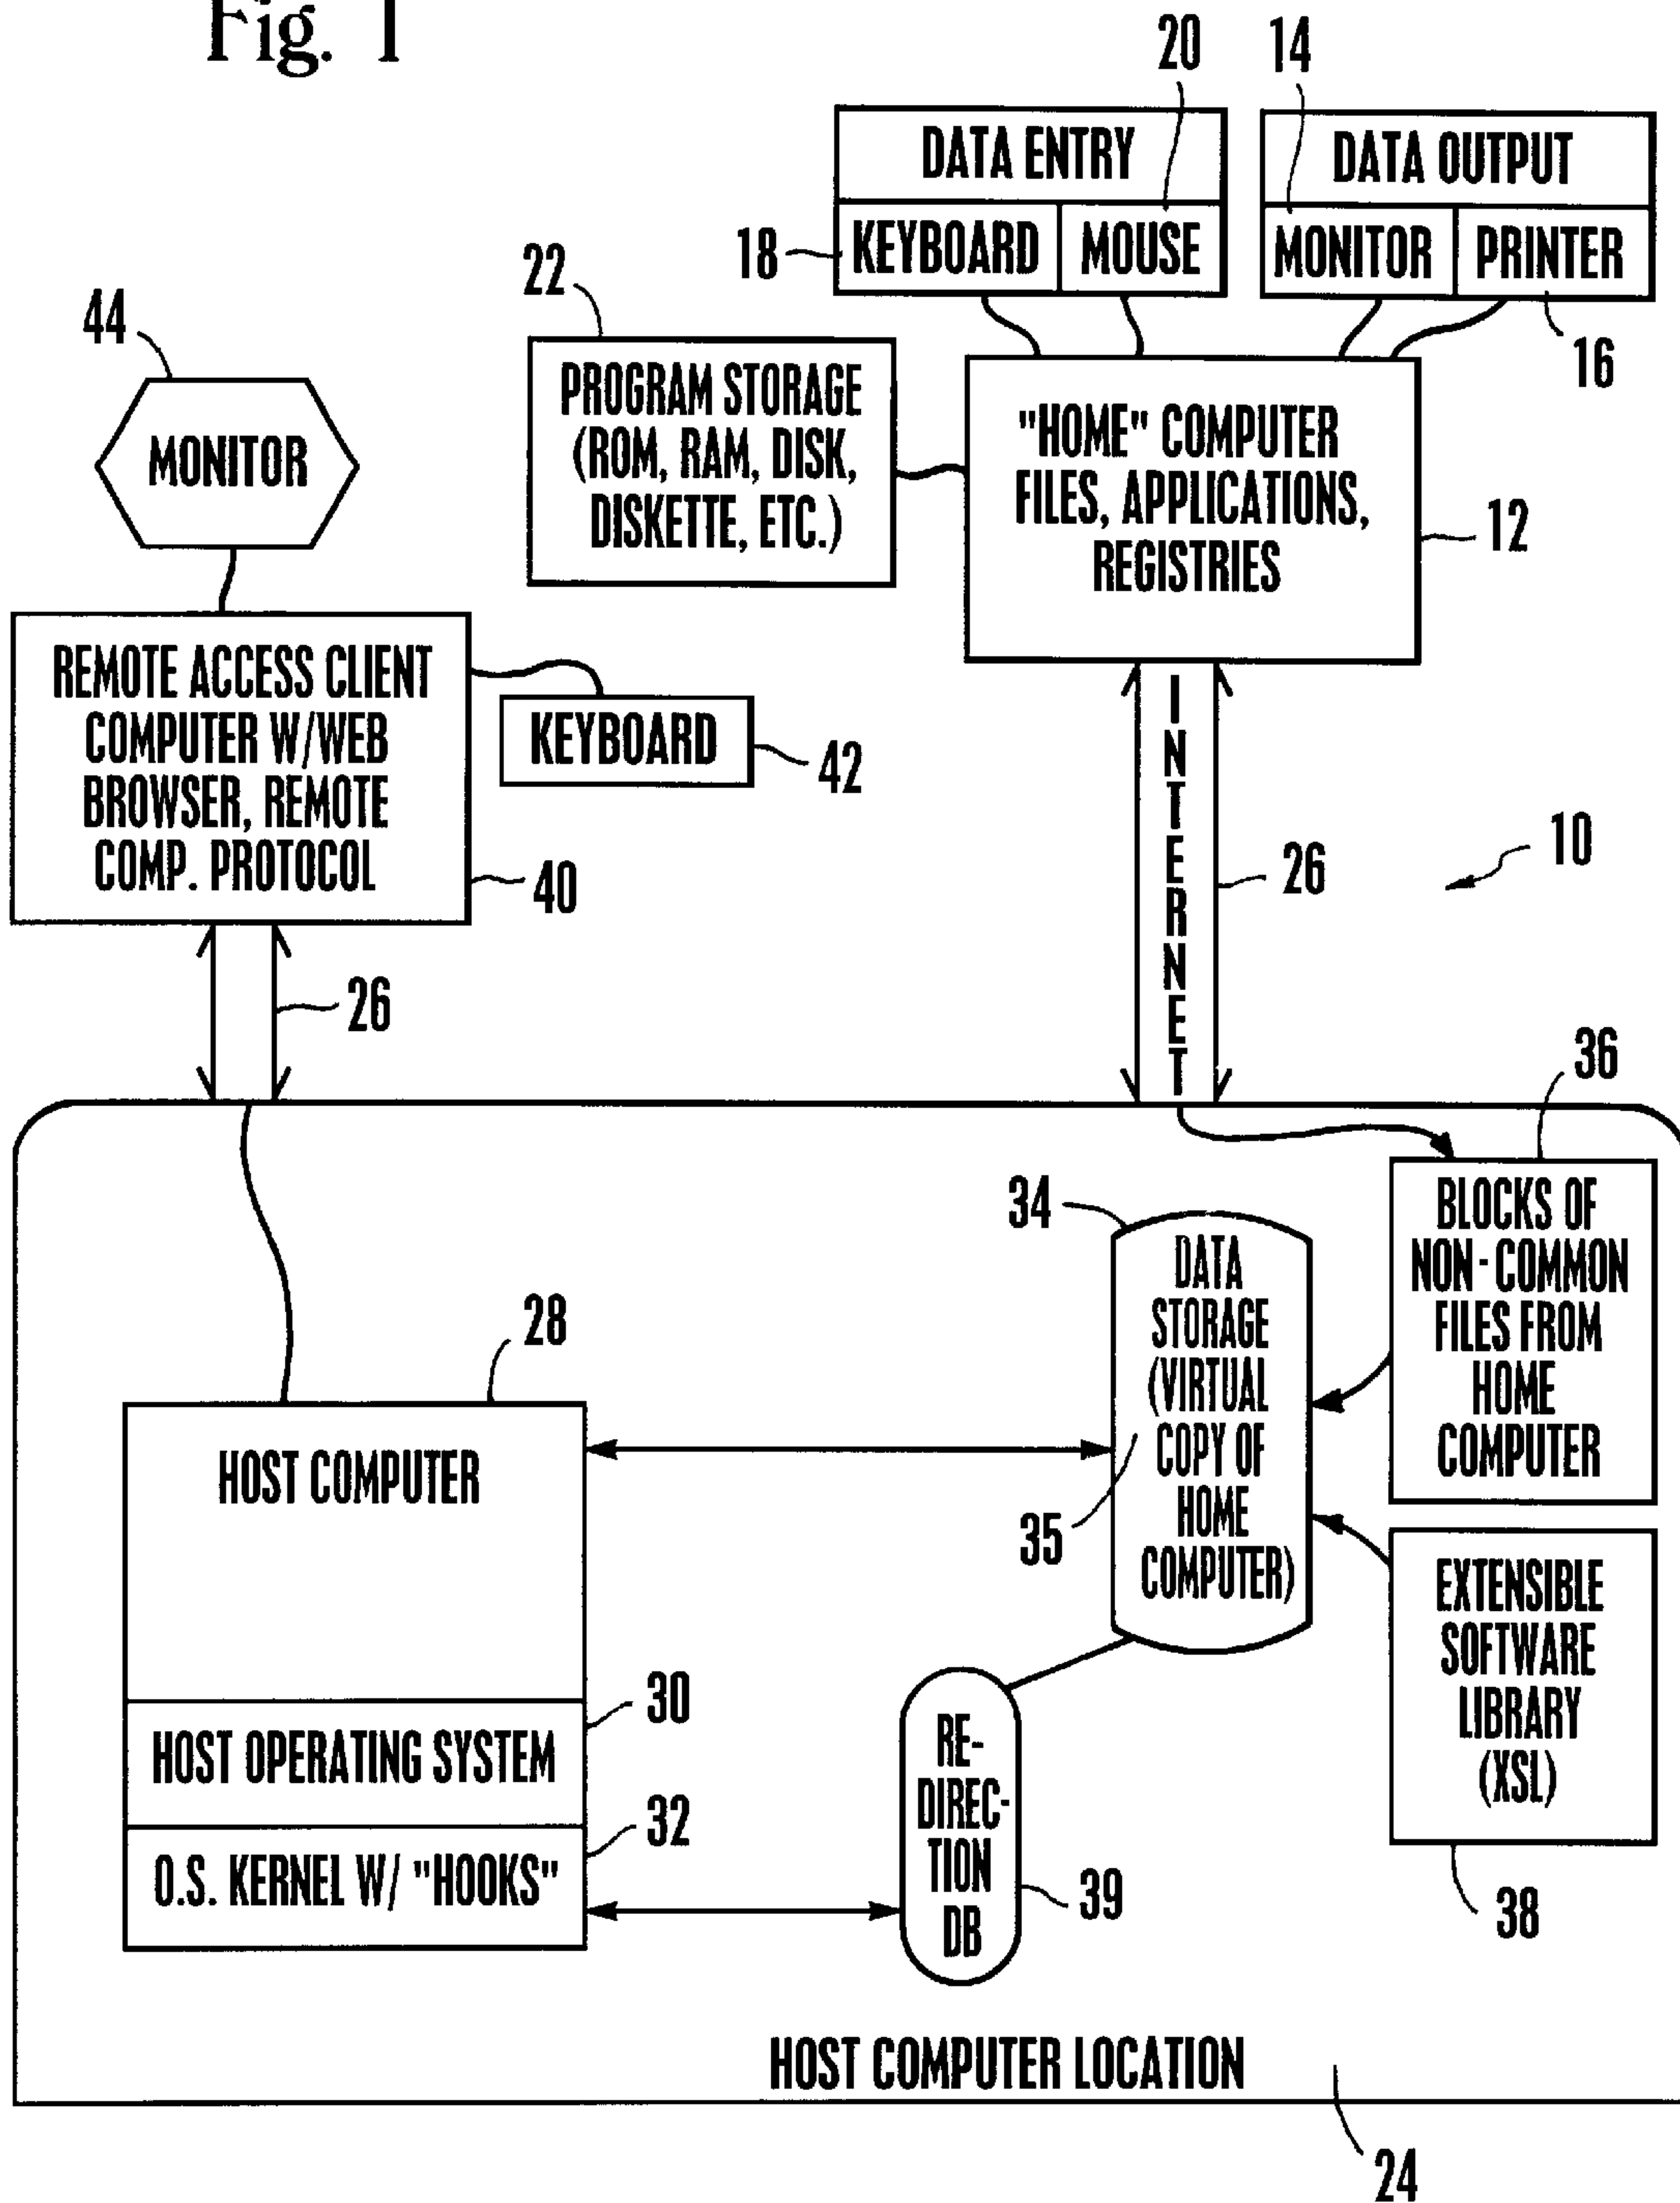 Fig. 1
20
14
DATA ENTRY
DATA OUTPUT
18
KEYBOARD
MOUSE
MONITOR
PRINTER
16
22
PROGRAM STORAGE
(ROM, RAM, DISK,
DISKETTE, ETC.)
"HOME" COMPUTER
FILES, APPLICATIONS,
REGISTRIES
12
44
MONITOR
REMOTE ACCESS CLIENT
COMPUTER W/WEB
BROWSER, REMOTE
COMP. PROTOCOL
40
KEYBOARD
42
INTERNET
26
10
26
36
BLOCKS OF
NON-COMMON
FILES FROM
HOME
COMPUTER
34
DATA
STORAGE
(VIRTUAL
COPY OF
HOME
COMPUTER)
35
28
HOST COMPUTER
30
HOST OPERATING SYSTEM
32
O.S. KERNEL W/ "HOOKS"
RE-
DIREC-
TION
DB
39
EXTENSIBLE
SOFTWARE
LIBRARY
(XSL)
38
HOST COMPUTER LOCATION
24